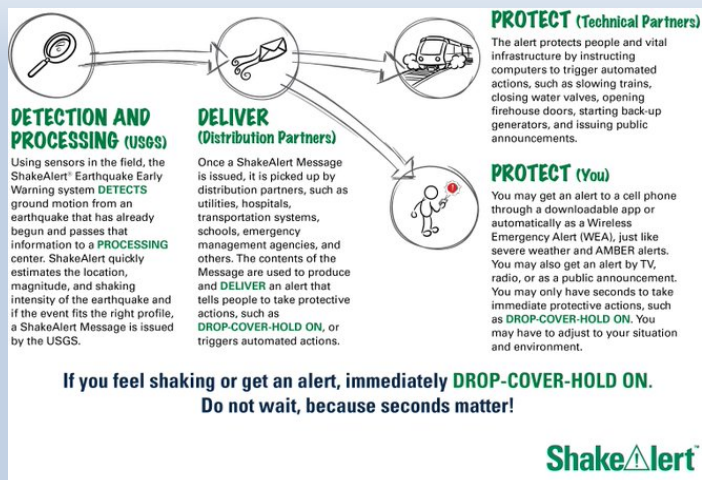 DETECTION AND
PROCESSING (USGS)
Using sensors in the field, the
ShakeAlert® Earthquake Early
Warning system DETECTS
ground motion from an
earthquake that has already
begun and passes that
information to a PROCESSING
center. ShakeAlert quickly
estimates the location,
magnitude, and shaking
intensity of the earthquake and
if the event fits the right profile,
a ShakeAlert Message is issued
by the USGS.
DELIVER
(Distribution Partners)
Once a ShakeAlert Message
is issued, it is picked up by
distribution partners, such as
utilities, hospitals,
transportation systems,
schools, emergency
management agencies, and
others. The contents of the
Message are used to produce
and DELIVER an alert that
tells people to take protective
actions, such as
DROP-COVER-HOLD ON, or
triggers automated actions.
PROTECT (Technical Partners)
The alert protects people and vital
infrastructure by instructing
computers to trigger automated
actions, such as slowing trains,
closing water valves, opening
firehouse doors, starting back-up
generators, and issuing public
announcements.
PROTECT (You)
You may get an alert to a cell phone
through a downloadable app or
automatically as a Wireless
Emergency Alert (WEA), just like
severe weather and AMBER alerts.
You may also get an alert by TV,
radio, or as a public announcement.
You may only have seconds to take
immediate protective actions, such
as DROP-COVER-HOLD ON. You
may have to adjust to your situation
and environment.
If you feel shaking or get an alert, immediately DROP-COVER-HOLD ON.
Do not wait, because seconds matter!
ShakeAlert™